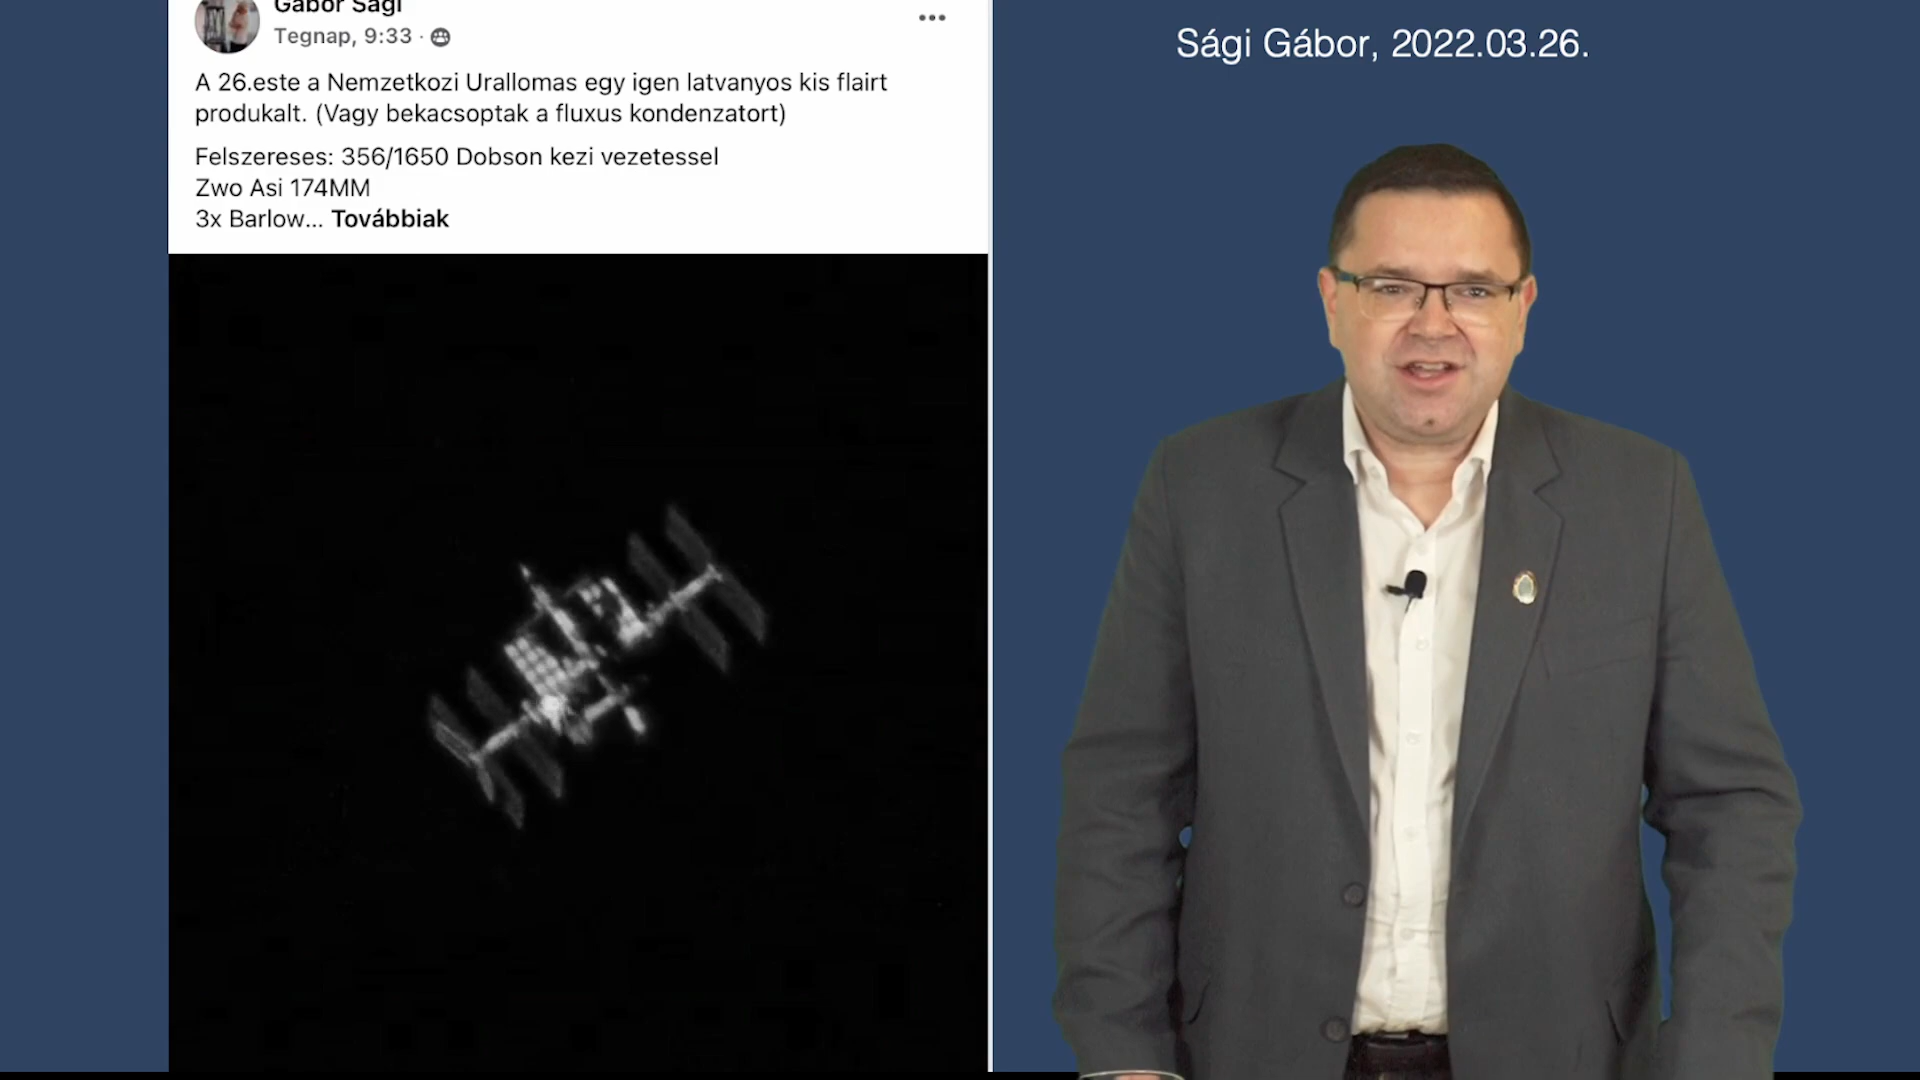 Gábor Sági
Tegnap, 9:33 ·
A 26.este a Nemzetkozi Urallomas egy igen latvanyos kis flairt
produkalt. (Vagy bekacsoptak a fluxus kondenzatort)
Felszereses: 356/1650 Dobson kezi vezetessel
Zwo Asi 174MM
3x Barlow... Továbbiak
Sági Gábor, 2022.03.26.